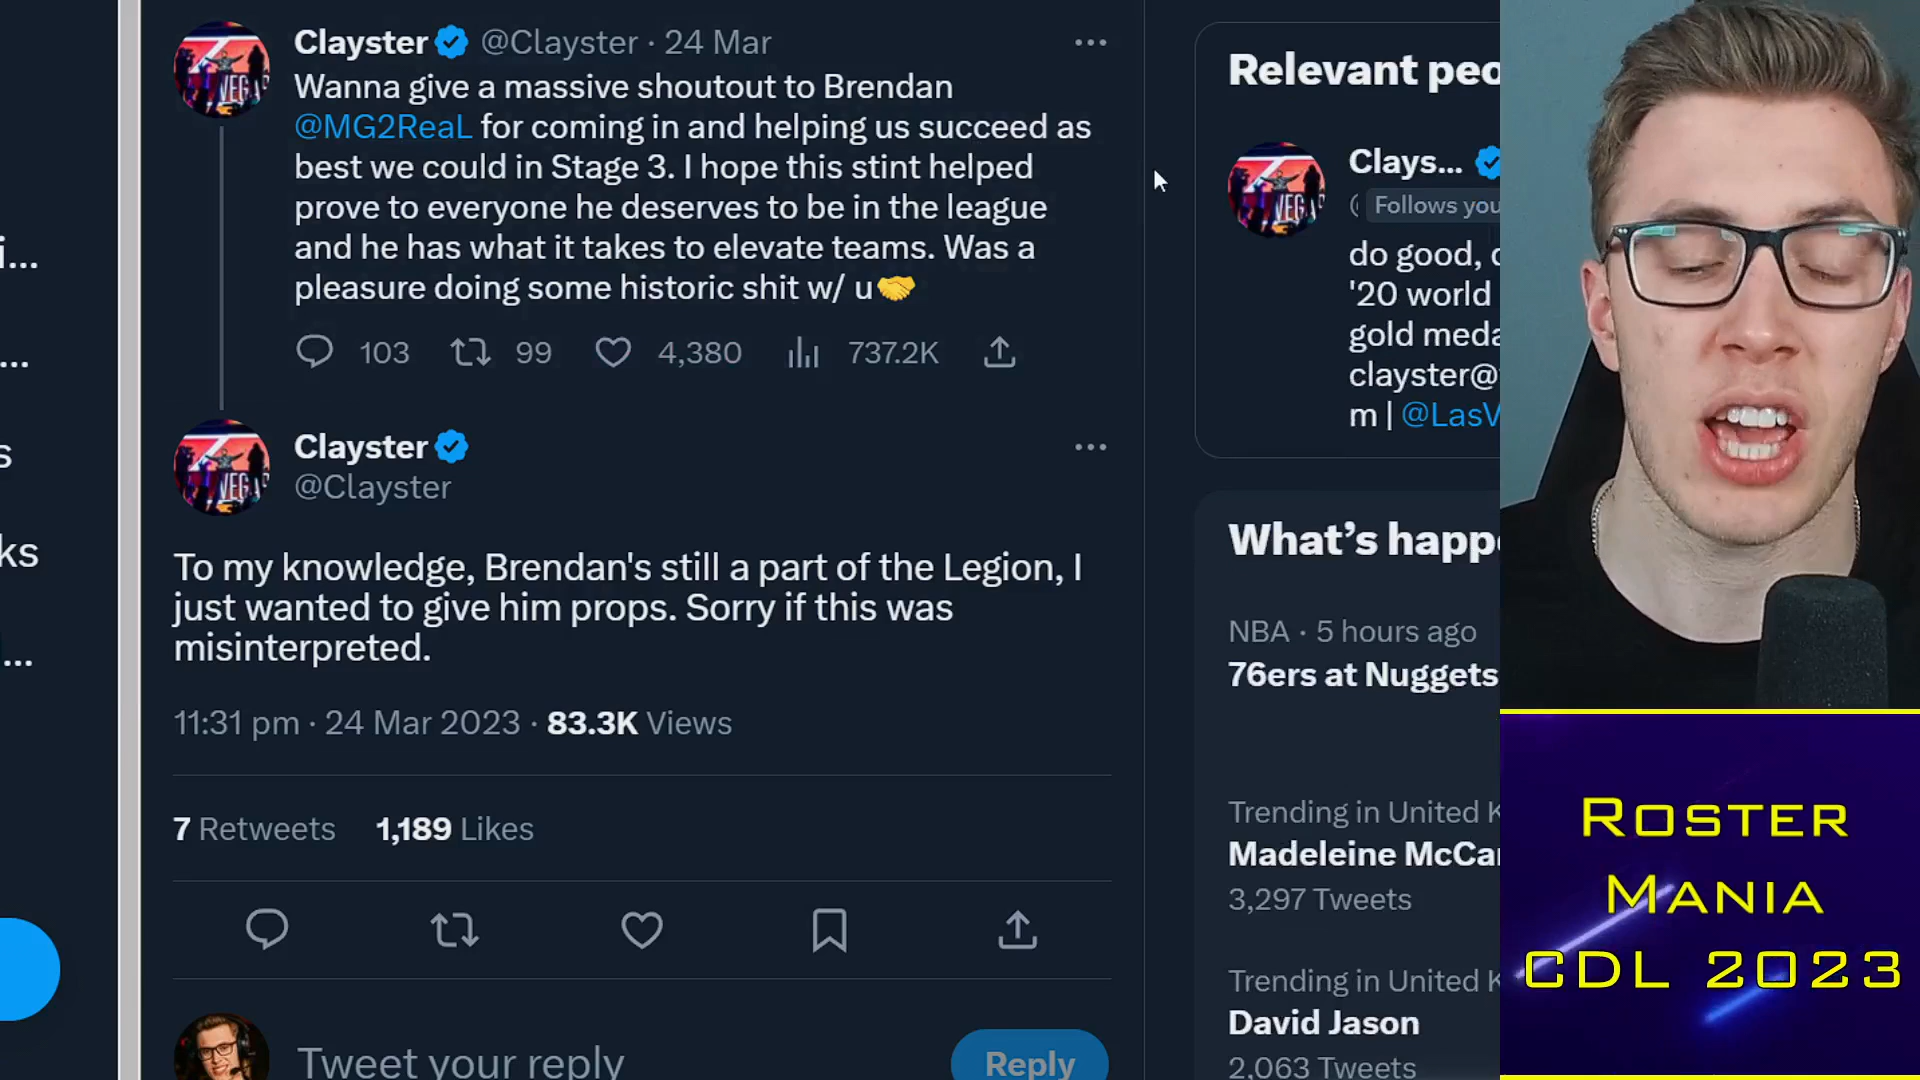 Clayster @Clayster · 24 Mar
Wanna give a massive shoutout to Brendan
@MG2ReaL for coming in and helping us succeed as
best we could in Stage 3. I hope this stint helped
prove to everyone he deserves to be in the league
and he has what it takes to elevate teams. Was a
pleasure doing some historic shit w/ u🤝
103 99 4,380 737.2K
Clayster
@Clayster
To my knowledge, Brendan's still a part of the Legion, I
just wanted to give him props. Sorry if this was
misinterpreted.
11:31 pm · 24 Mar 2023 · 83.3K Views
7 Retweets 1,189 Likes
Tweet your reply
Reply
i...
...
s
ks
...
Relevant peo
Clays...
Follows you
do good,
'20 world
gold meda
clayster@
m | @LasV
What's happe
NBA · 5 hours ago
76ers at Nuggets
Trending in United K
Madeleine McCa
3,297 Tweets
Trending in United K
David Jason
2,063 Tweets
VEGAS
VEGAS
VEGAS
Roster
Mania
CDL 2023